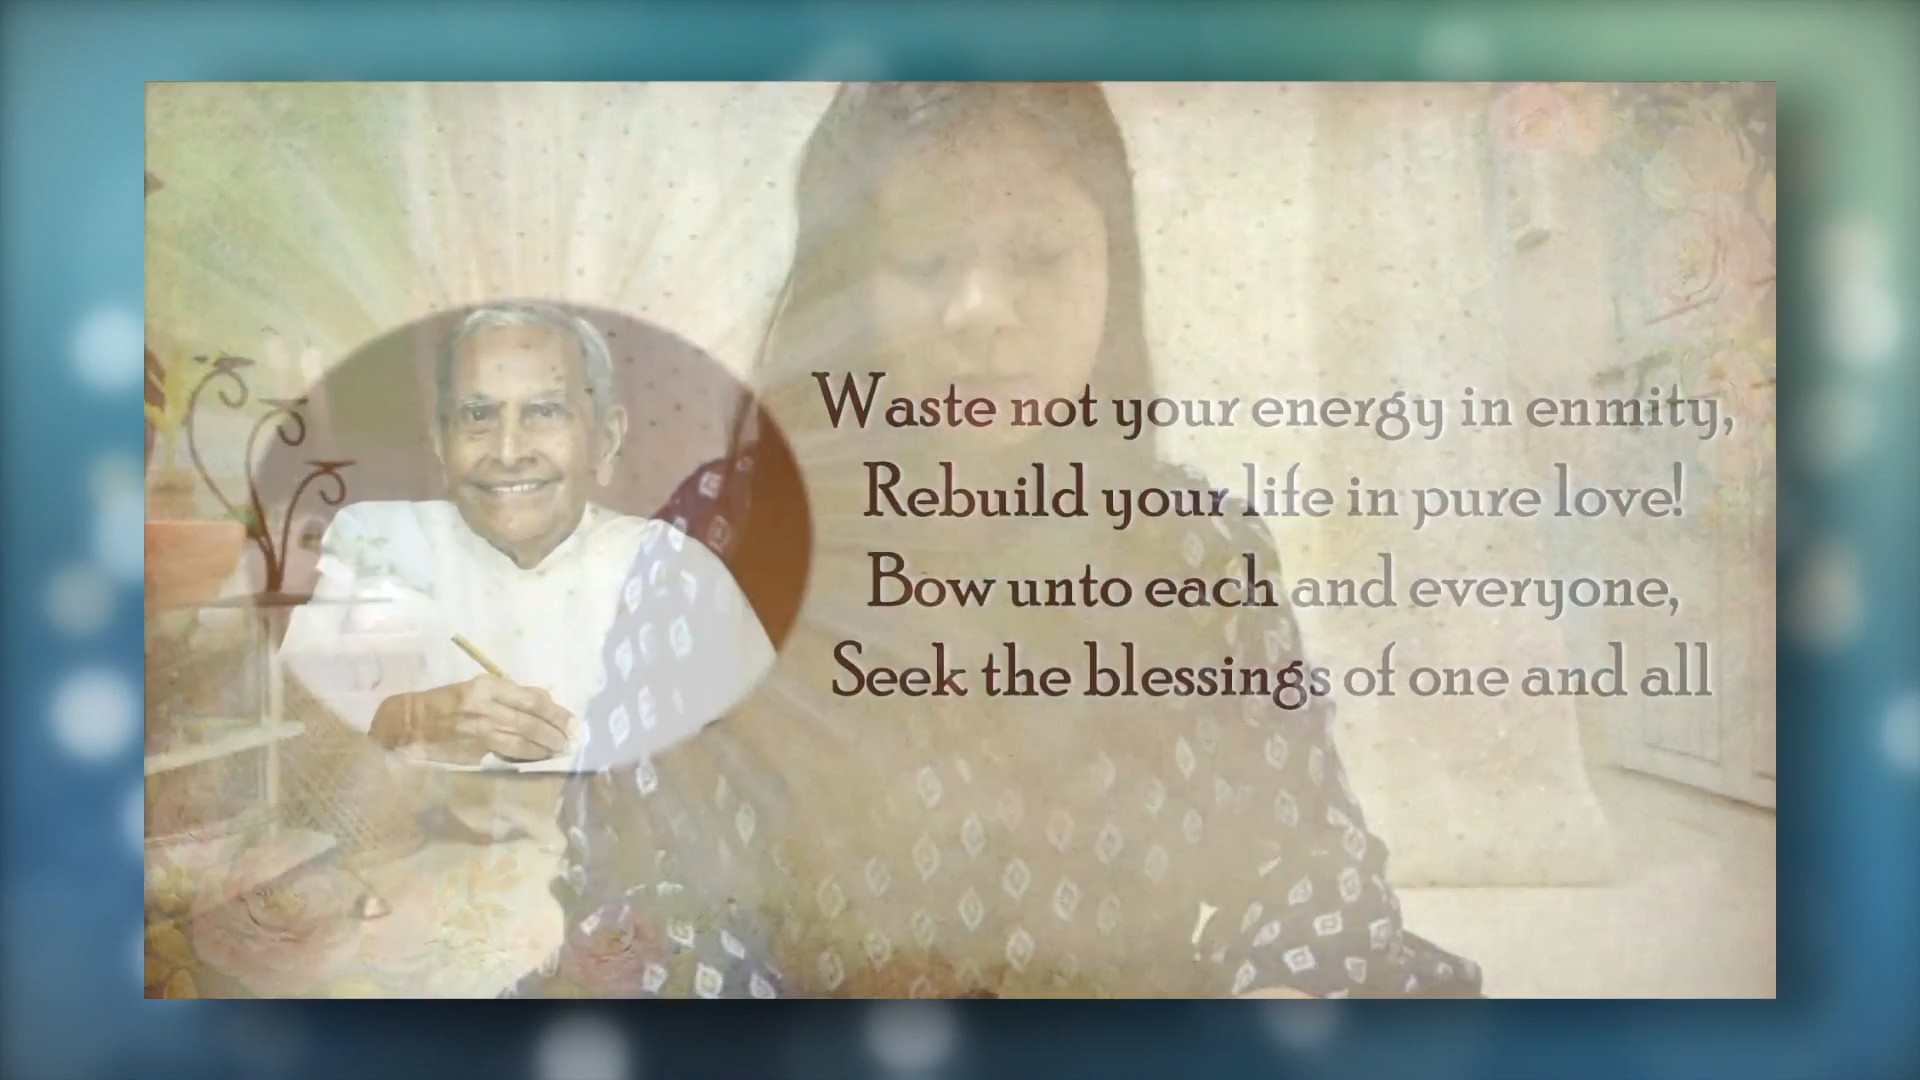 Waste not your energy in enmity,
Rebuild your life in pure love!
Bow unto each and everyone,
Seek the blessings of one and all